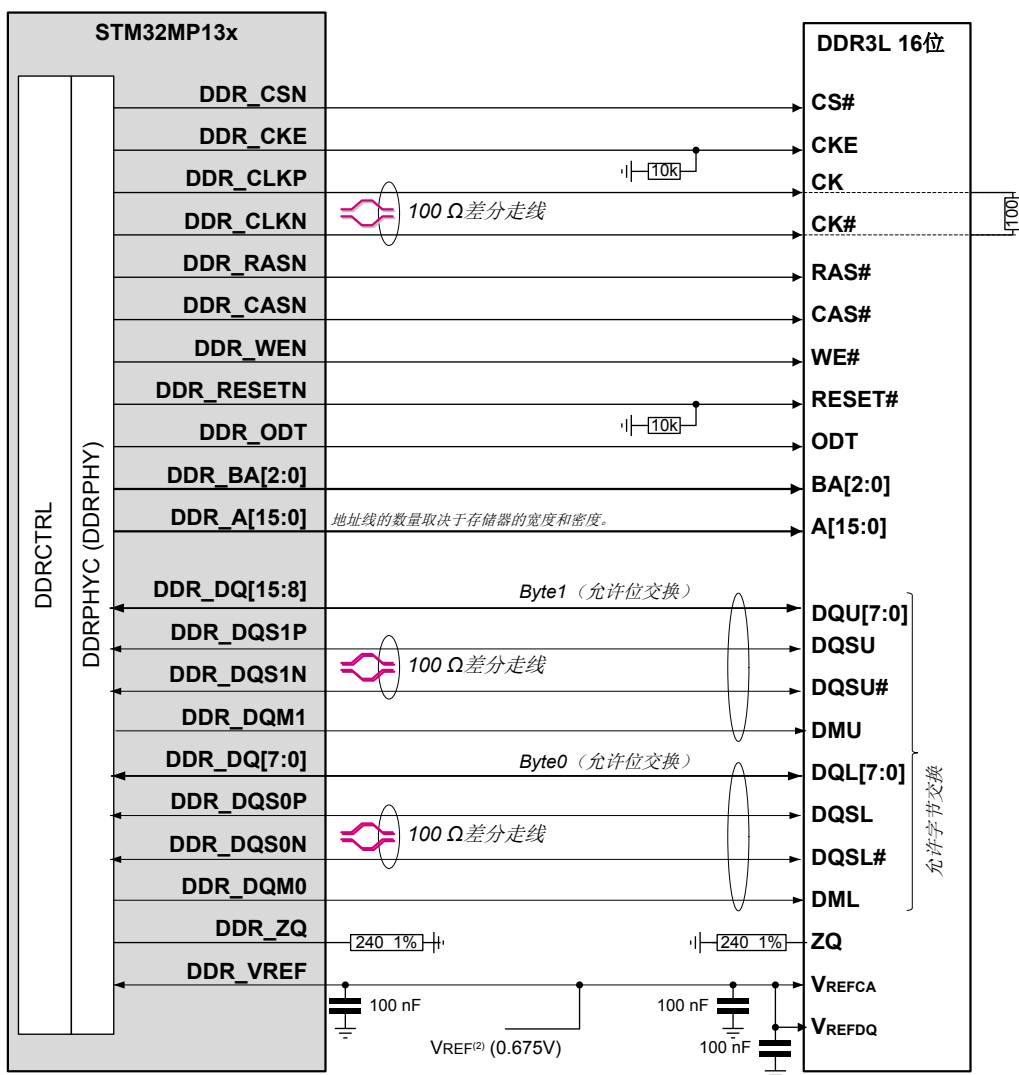 STM32MP13x
DDR3L 16位
DDRCTRL
DDRPHYC (DDRPHY)
DDR_CSN
CS#
DDR_CKE
CKE
10k
DDR_CLKP
CK
100 Ω差分走线
100
DDR_CLKN
CK#
DDR_RASN
RAS#
DDR_CASN
CAS#
DDR_WEN
WE#
DDR_RESETN
RESET#
10k
DDR_ODT
ODT
DDR_BA[2:0]
BA[2:0]
DDR_A[15:0]
地址线的数量取决于存储器的宽度和密度。
A[15:0]
DDR_DQ[15:8]
Byte1（允许位交换）
DQU[7:0]
DDR_DQS1P
DQSU
100 Ω差分走线
DDR_DQS1N
DQSU#
DDR_DQM1
DMU
DDR_DQ[7:0]
Byte0（允许位交换）
DQL[7:0]
允许字节交换
DDR_DQS0P
DQSL
100 Ω差分走线
DDR_DQS0N
DQSL#
DDR_DQM0
DML
DDR_ZQ
240 1%
240 1%
ZQ
DDR_VREF
VREFCA
100 nF
100 nF
VREFDQ
VREF(2) (0.675V)
100 nF